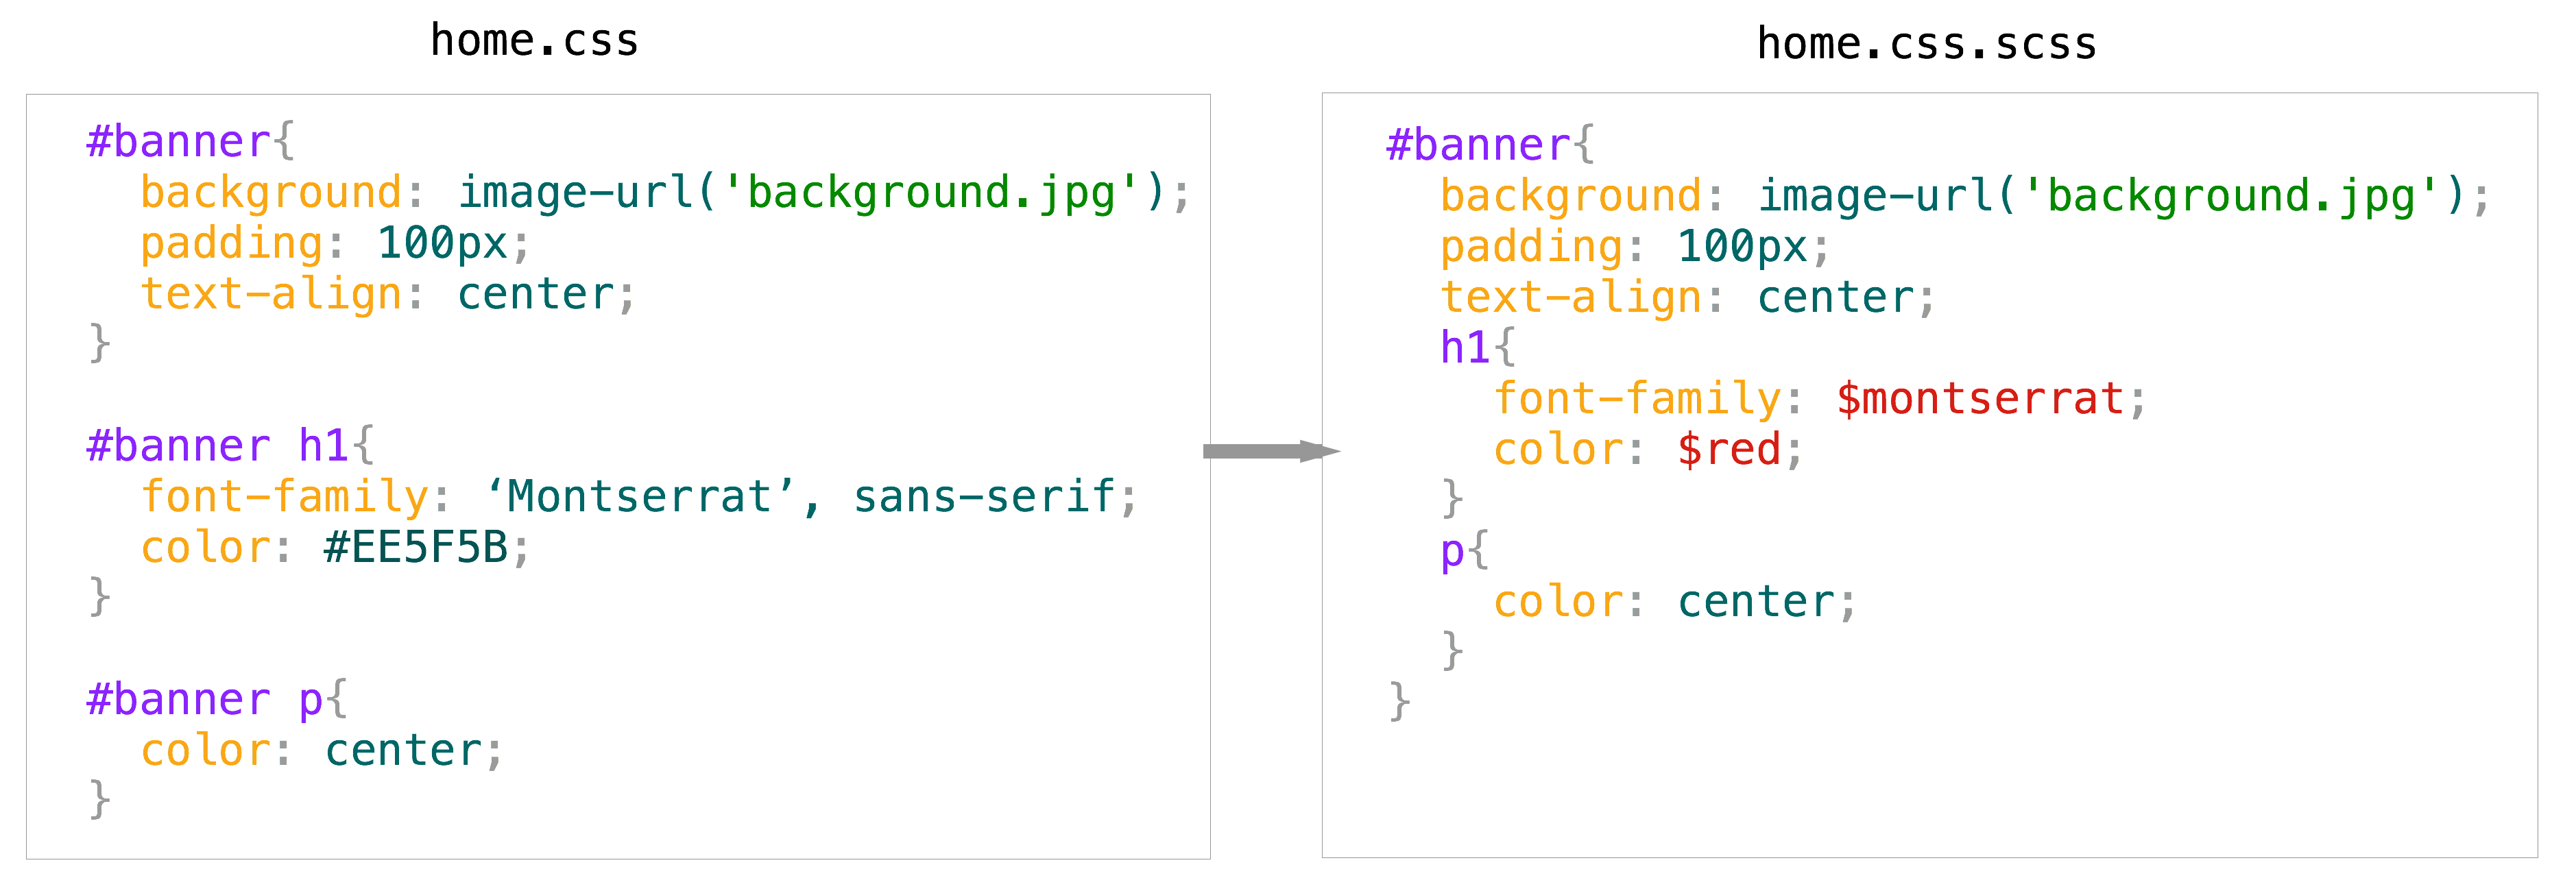 home.css
#banner{
background: image-url('background.jpg');
padding: 100px;
text-align: center;
}
#banner h1{
font-family: ‘Montserrat’, sans-serif;
color: #EE5F5B;
}
#banner p{
color: center;
}
home.css.scss
#banner{
background: image-url('background.jpg');
padding: 100px;
text-align: center;
h1{
font-family: $montserrat;
color: $red;
}
p{
color: center;
}
}